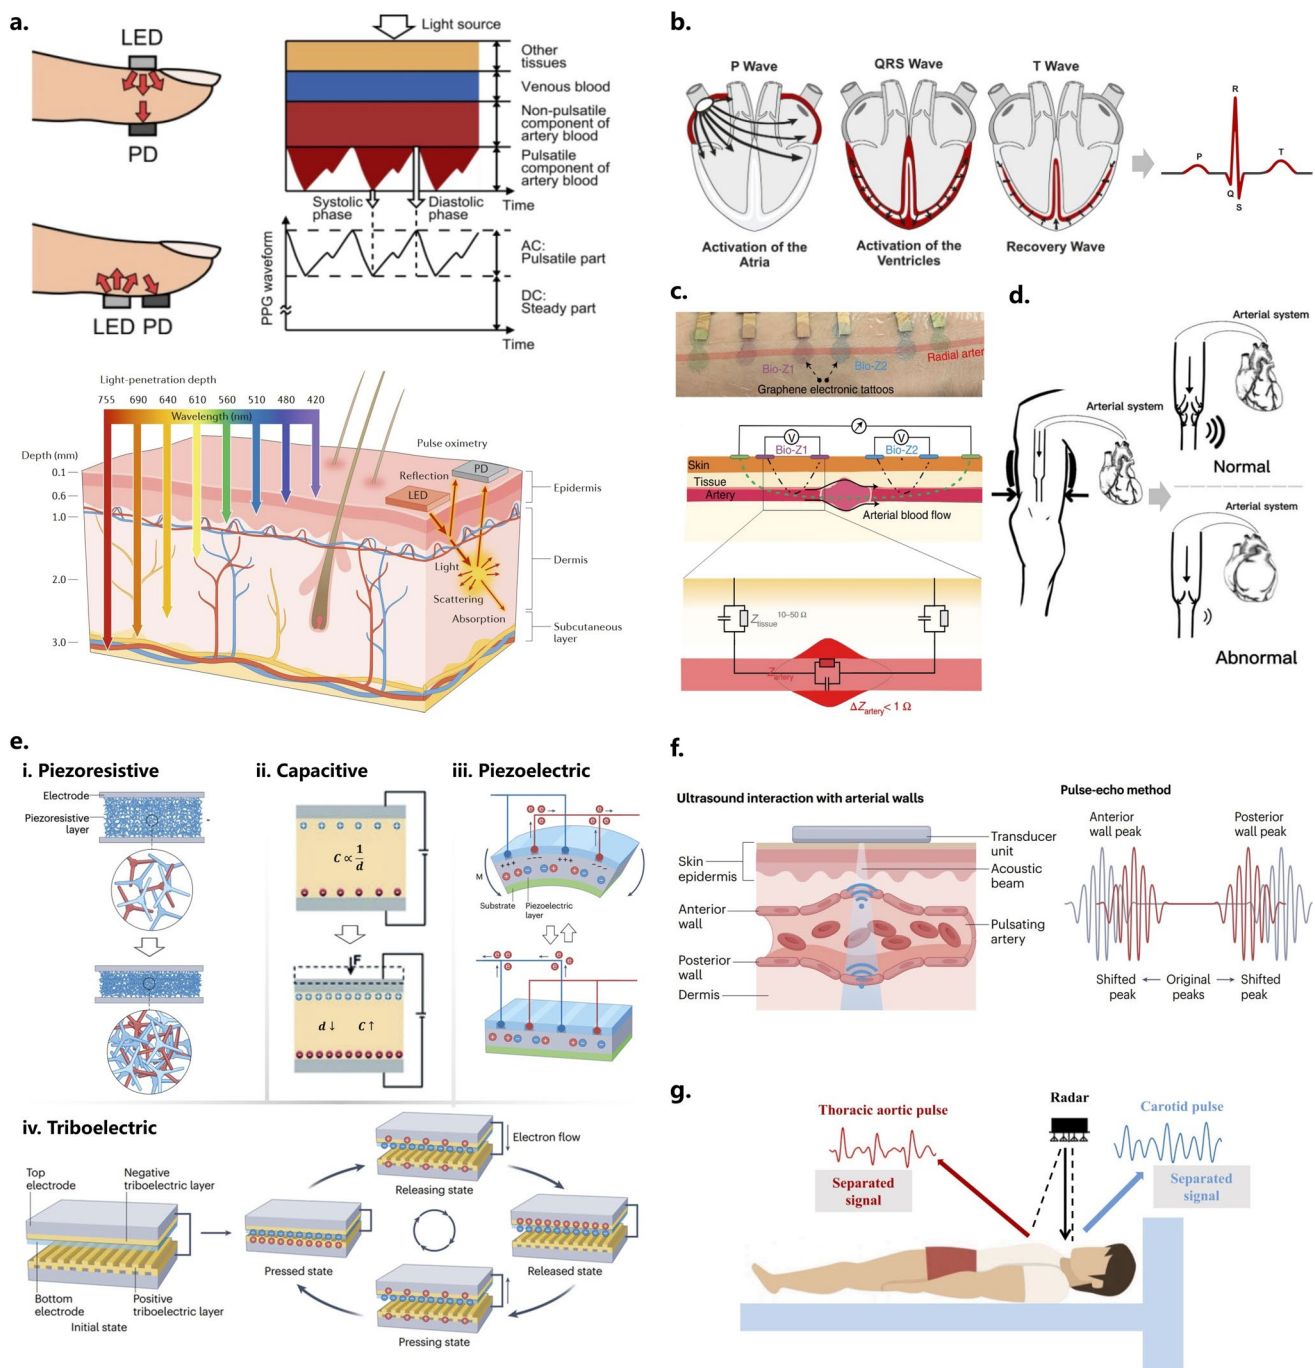 a.
LED
PD
LED PD
Light source
Other
tissues
Venous blood
Non-pulsatile
component of
artery blood
Pulsatile
component of
artery blood
Systolic
phase
Diastolic
phase
Time
PPG waveform
AC:
Pulsatile part
DC:
Steady part
Time
Light-penetration depth
755 690 640 610 560 510 480 420
Wavelength (nm)
Depth (mm)
0.1
0.6
1.0
2.0
3.0
Pulse oximetry
Reflection
PD
LED
Light
Scattering
Absorption
Epidermis
Dermis
Subcutaneous
layer
b.
P Wave
QRS Wave
T Wave
Activation of the
Atria
Activation of the
Ventricles
Recovery Wave
R
P
T
Q
S
c.
Radial arter
Bio-Z1
Bio-Z2
Graphene electronic tattoos
V
V
Bio-Z1
Bio-Z2
Skin
Tissue
Artery
Arterial blood flow
Ztissue 10–50 Ω
Zartery
ΔZartery< 1 Ω
d.
Arterial system
Arterial system
Normal
Arterial system
Abnormal
e.
i. Piezoresistive
Electrode
Piezoresistive
layer
ii. Capacitive
C ∝ 1/d
F
d ↓ C ↑
iii. Piezoelectric
M
Substrate
Piezoelectric
layer
iv. Triboelectric
Top
electrode
Negative
triboelectric layer
Bottom
electrode
Positive
triboelectric layer
Initial state
Pressed state
Electron flow
Releasing state
Released state
Pressing state
f.
Ultrasound interaction with arterial walls
Skin
epidermis
Anterior
wall
Posterior
wall
Dermis
Transducer
unit
Acoustic
beam
Pulsating
artery
Pulse-echo method
Anterior
wall peak
Posterior
wall peak
Shifted
peak
Original
peaks
Shifted
peak
g.
Thoracic aortic pulse
Separated
signal
Radar
Carotid pulse
Separated
signal